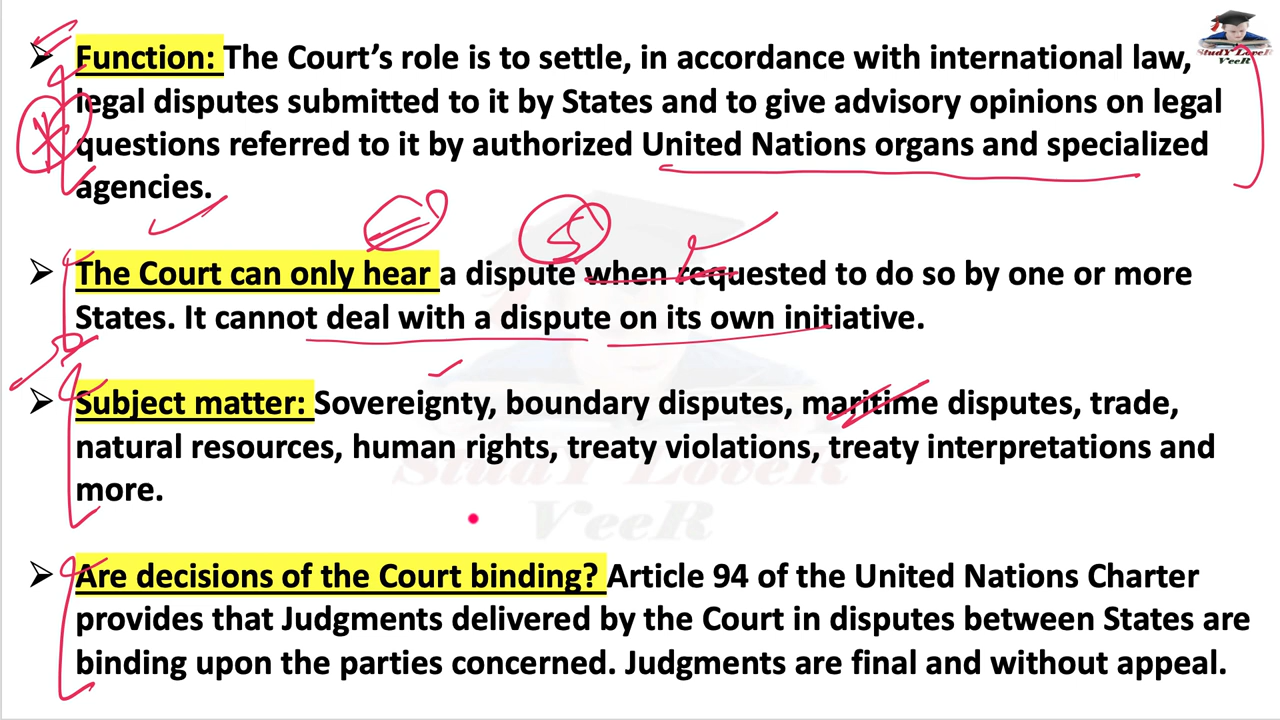 StudY LoveR
VeeR
➢ Function: The Court's role is to settle, in accordance with international law,
legal disputes submitted to it by States and to give advisory opinions on legal
questions referred to it by authorized United Nations organs and specialized
agencies.
➢ The Court can only hear a dispute when requested to do so by one or more
States. It cannot deal with a dispute on its own initiative.
➢ Subject matter: Sovereignty, boundary disputes, maritime disputes, trade,
natural resources, human rights, treaty violations, treaty interpretations and
more.
StudY LoveR
VeeR
➢ Are decisions of the Court binding? Article 94 of the United Nations Charter
provides that Judgments delivered by the Court in disputes between States are
binding upon the parties concerned. Judgments are final and without appeal.